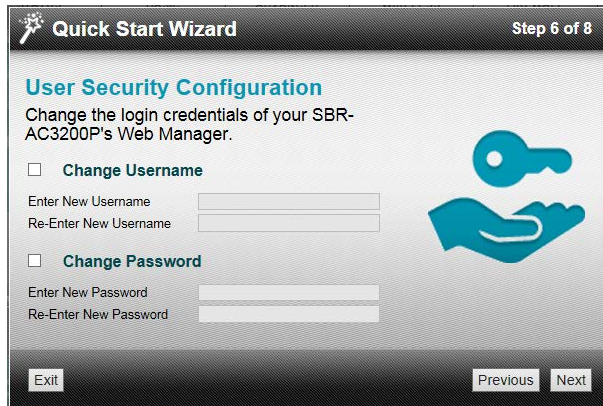 Quick Start Wizard
Step 6 of 8
User Security Configuration
Change the login credentials of your SBR-
AC3200P's Web Manager.
Change Username
Enter New Username
Re-Enter New Username
Change Password
Enter New Password
Re-Enter New Password
Exit
Previous
Next